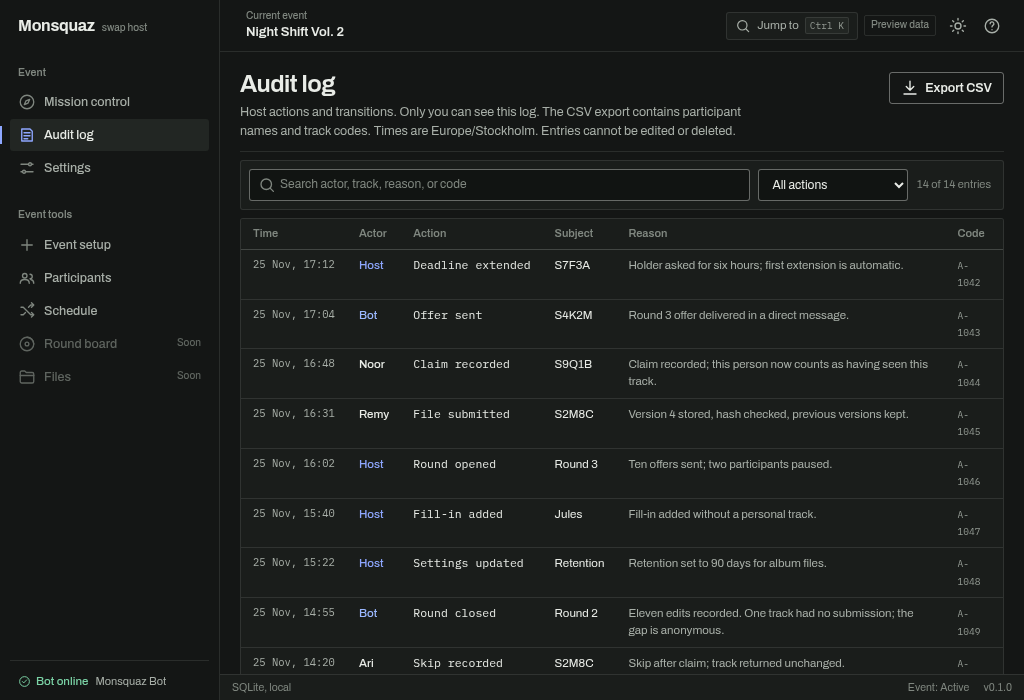 Monsquaz swap host
Current event
Night Shift Vol. 2
Jump to Ctrl K
Preview data
Event
Mission control
Audit log
Settings
Event tools
Event setup
Participants
Schedule
Round board Soon
Files Soon
Bot online Monsquaz Bot
Audit log
Export CSV
Host actions and transitions. Only you can see this log. The CSV export contains participant
names and track codes. Times are Europe/Stockholm. Entries cannot be edited or deleted.
Search actor, track, reason, or code
All actions
14 of 14 entries
Time Actor Action Subject Reason Code
25 Nov, 17:12 Host Deadline extended S7F3A Holder asked for six hours; first extension is automatic. A-
1042
25 Nov, 17:04 Bot Offer sent S4K2M Round 3 offer delivered in a direct message. A-
1043
25 Nov, 16:48 Noor Claim recorded S9Q1B Claim recorded; this person now counts as having seen this A-
track. 1044
25 Nov, 16:31 Remy File submitted S2M8C Version 4 stored, hash checked, previous versions kept. A-
1045
25 Nov, 16:02 Host Round opened Round 3 Ten offers sent; two participants paused. A-
1046
25 Nov, 15:40 Host Fill-in added Jules Fill-in added without a personal track. A-
1047
25 Nov, 15:22 Host Settings updated Retention Retention set to 90 days for album files. A-
1048
25 Nov, 14:55 Bot Round closed Round 2 Eleven edits recorded. One track had no submission; the A-
gap is anonymous. 1049
25 Nov, 14:20 Ari Skip recorded S2M8C Skip after claim; track returned unchanged. A-
SQLite, local
Event: Active v0.1.0